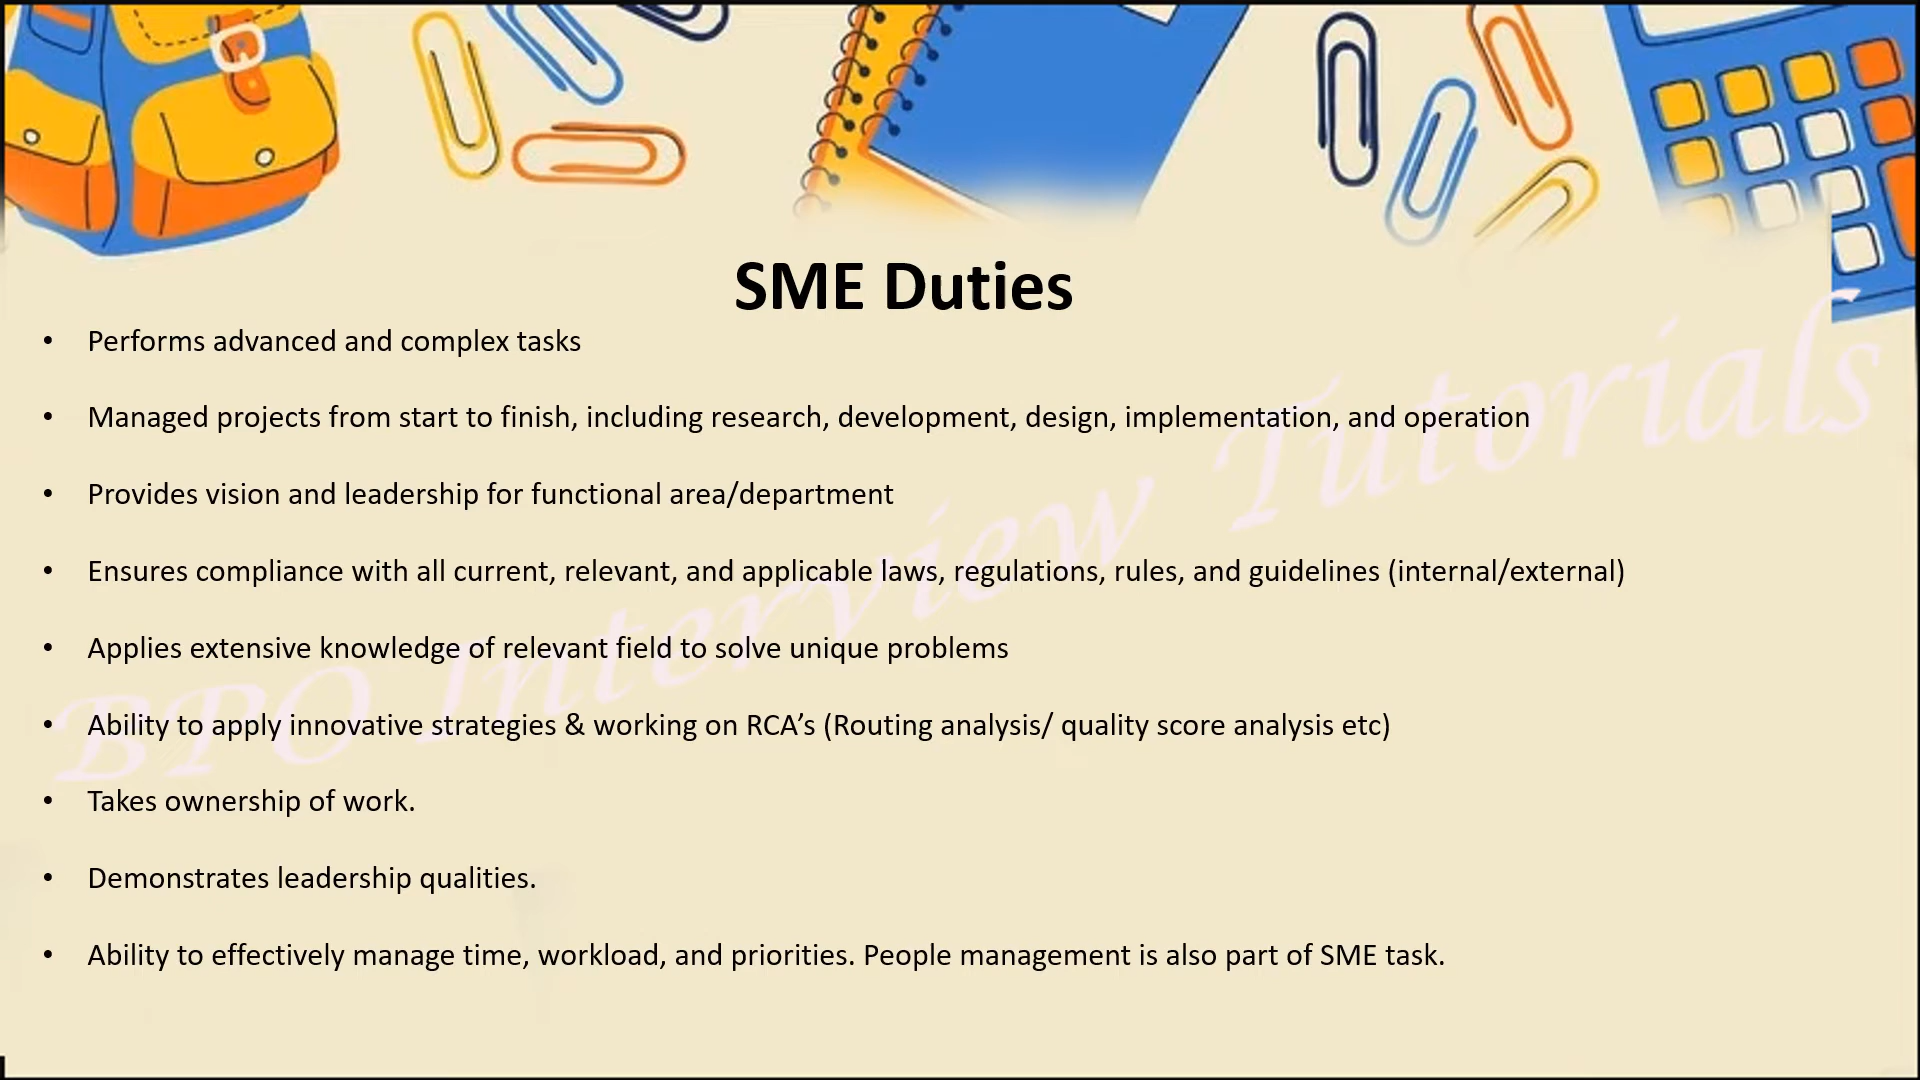 SME Duties
• Performs advanced and complex tasks
• Managed projects from start to finish, including research, development, design, implementation, and operation
• Provides vision and leadership for functional area/department
• Ensures compliance with all current, relevant, and applicable laws, regulations, rules, and guidelines (internal/external)
• Applies extensive knowledge of relevant field to solve unique problems
• Ability to apply innovative strategies & working on RCA’s (Routing analysis/ quality score analysis etc)
• Takes ownership of work.
• Demonstrates leadership qualities.
• Ability to effectively manage time, workload, and priorities. People management is also part of SME task.
BPO Interview Tutorials